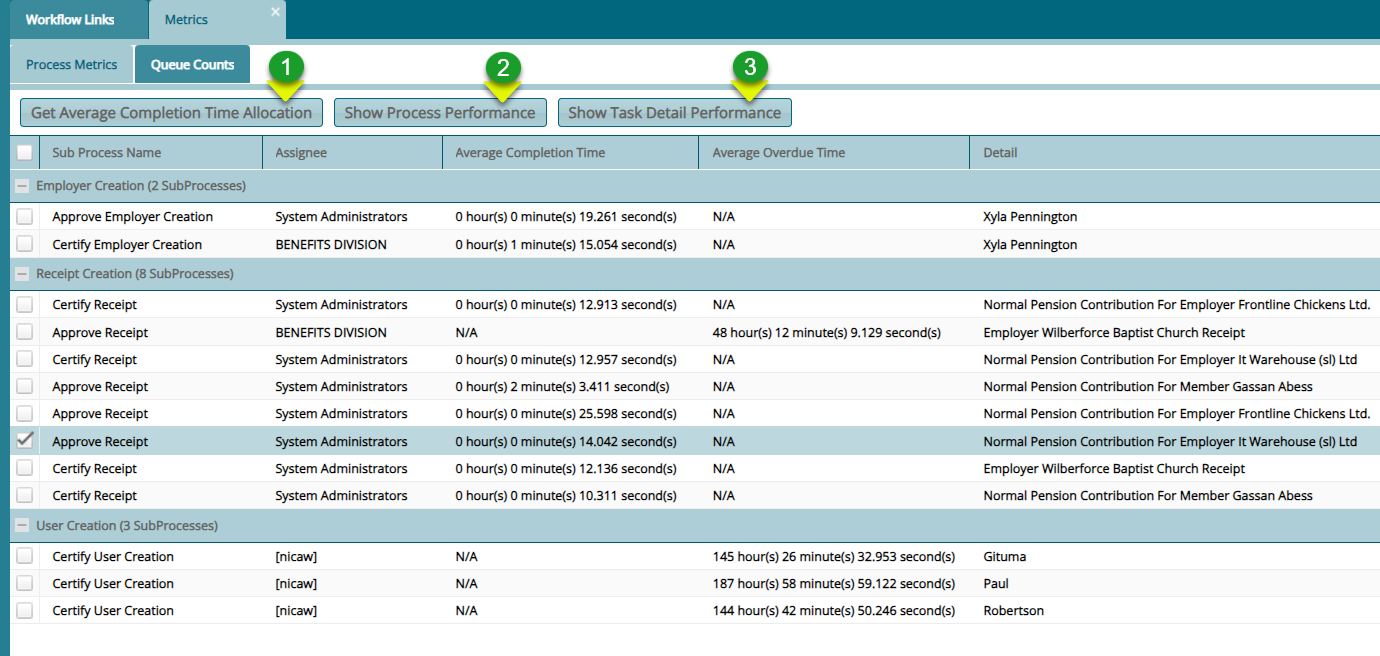 Workflow Links Metrics ×
Process Metrics Queue Counts 1 2 3
Get Average Completion Time Allocation Show Process Performance Show Task Detail Performance
Sub Process Name Assignee Average Completion Time Average Overdue Time Detail
Employer Creation (2 SubProcesses)
Approve Employer Creation System Administrators 0 hour(s) 0 minute(s) 19.261 second(s) N/A Xyla Pennington
Certify Employer Creation BENEFITS DIVISION 0 hour(s) 1 minute(s) 15.054 second(s) N/A Xyla Pennington
Receipt Creation (8 SubProcesses)
Certify Receipt System Administrators 0 hour(s) 0 minute(s) 12.913 second(s) N/A Normal Pension Contribution For Employer Frontline Chickens Ltd.
Approve Receipt BENEFITS DIVISION N/A 48 hour(s) 12 minute(s) 9.129 second(s) Employer Wilberforce Baptist Church Receipt
Certify Receipt System Administrators 0 hour(s) 0 minute(s) 12.957 second(s) N/A Normal Pension Contribution For Employer It Warehouse (sl) Ltd
Approve Receipt System Administrators 0 hour(s) 2 minute(s) 3.411 second(s) N/A Normal Pension Contribution For Member Gassan Abess
Approve Receipt System Administrators 0 hour(s) 0 minute(s) 25.598 second(s) N/A Normal Pension Contribution For Employer Frontline Chickens Ltd.
Approve Receipt System Administrators 0 hour(s) 0 minute(s) 14.042 second(s) N/A Normal Pension Contribution For Employer It Warehouse (sl) Ltd
Certify Receipt System Administrators 0 hour(s) 0 minute(s) 12.136 second(s) N/A Employer Wilberforce Baptist Church Receipt
Certify Receipt System Administrators 0 hour(s) 0 minute(s) 10.311 second(s) N/A Normal Pension Contribution For Member Gassan Abess
User Creation (3 SubProcesses)
Certify User Creation [nicaw] N/A 145 hour(s) 26 minute(s) 32.953 second(s) Gituma
Certify User Creation [nicaw] N/A 187 hour(s) 58 minute(s) 59.122 second(s) Paul
Certify User Creation [nicaw] N/A 144 hour(s) 42 minute(s) 50.246 second(s) Robertson